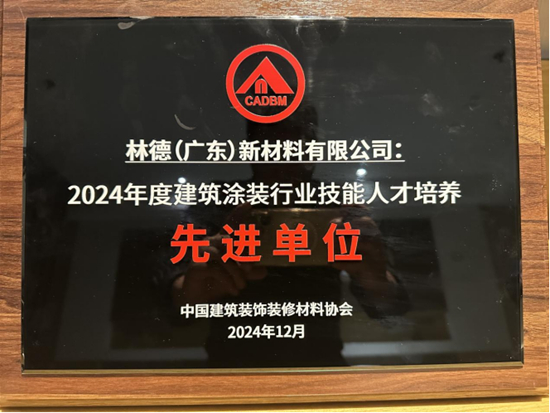 CADBM
林德（广东）新材料有限公司：
2024年度建筑涂装行业技能人才培养
先进单位
中国建筑装饰装修材料协会
2024年12月